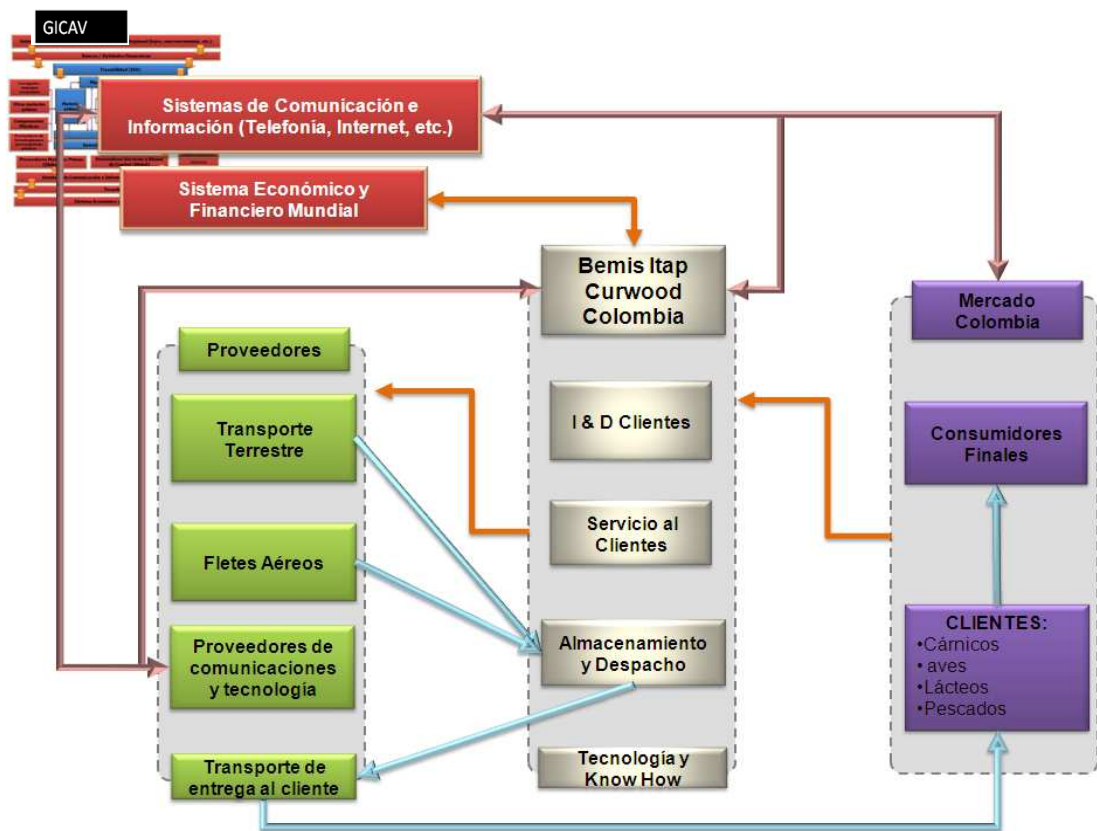 GICAV
Sistemas de Comunicación e
Información (Telefonía, Internet, etc.)
Sistema Económico y
Financiero Mundial
Bemis Itap
Curwood
Colombia
Mercado
Colombia
Proveedores
Transporte
Terrestre
I & D Clientes
Consumidores
Finales
Servicio al
Clientes
Fletes Aéreos
Proveedores de
comunicaciones
y tecnología
Almacenamiento
y Despacho
CLIENTES:
•Cárnicos
• aves
•Lácteos
•Pescados
Transporte de
entrega al cliente
Tecnología y
Know How